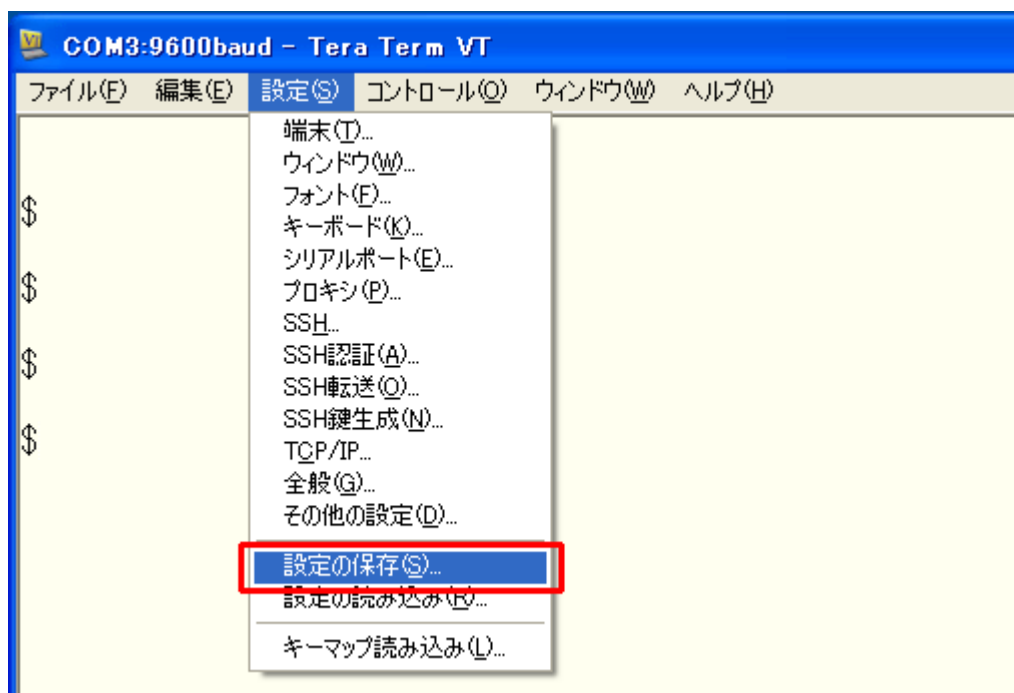 COM3:9600baud - Tera Term VT
ファイル(F) 編集(E) 設定(S) コントロール(O) ウィンドウ(W) ヘルプ(H)
端末(T)...
ウィンドウ(W)...
$
フォント(F)...
キーボード(K)...
シリアルポート(E)...
$
プロキシ(P)...
SSH...
$
SSH認証(A)...
SSH転送(O)...
SSH鍵生成(N)...
$
TCP/IP...
全般(G)...
その他の設定(D)...
設定の保存(S)...
設定の読み込み(R)...
キーマップ読み込み(L)...